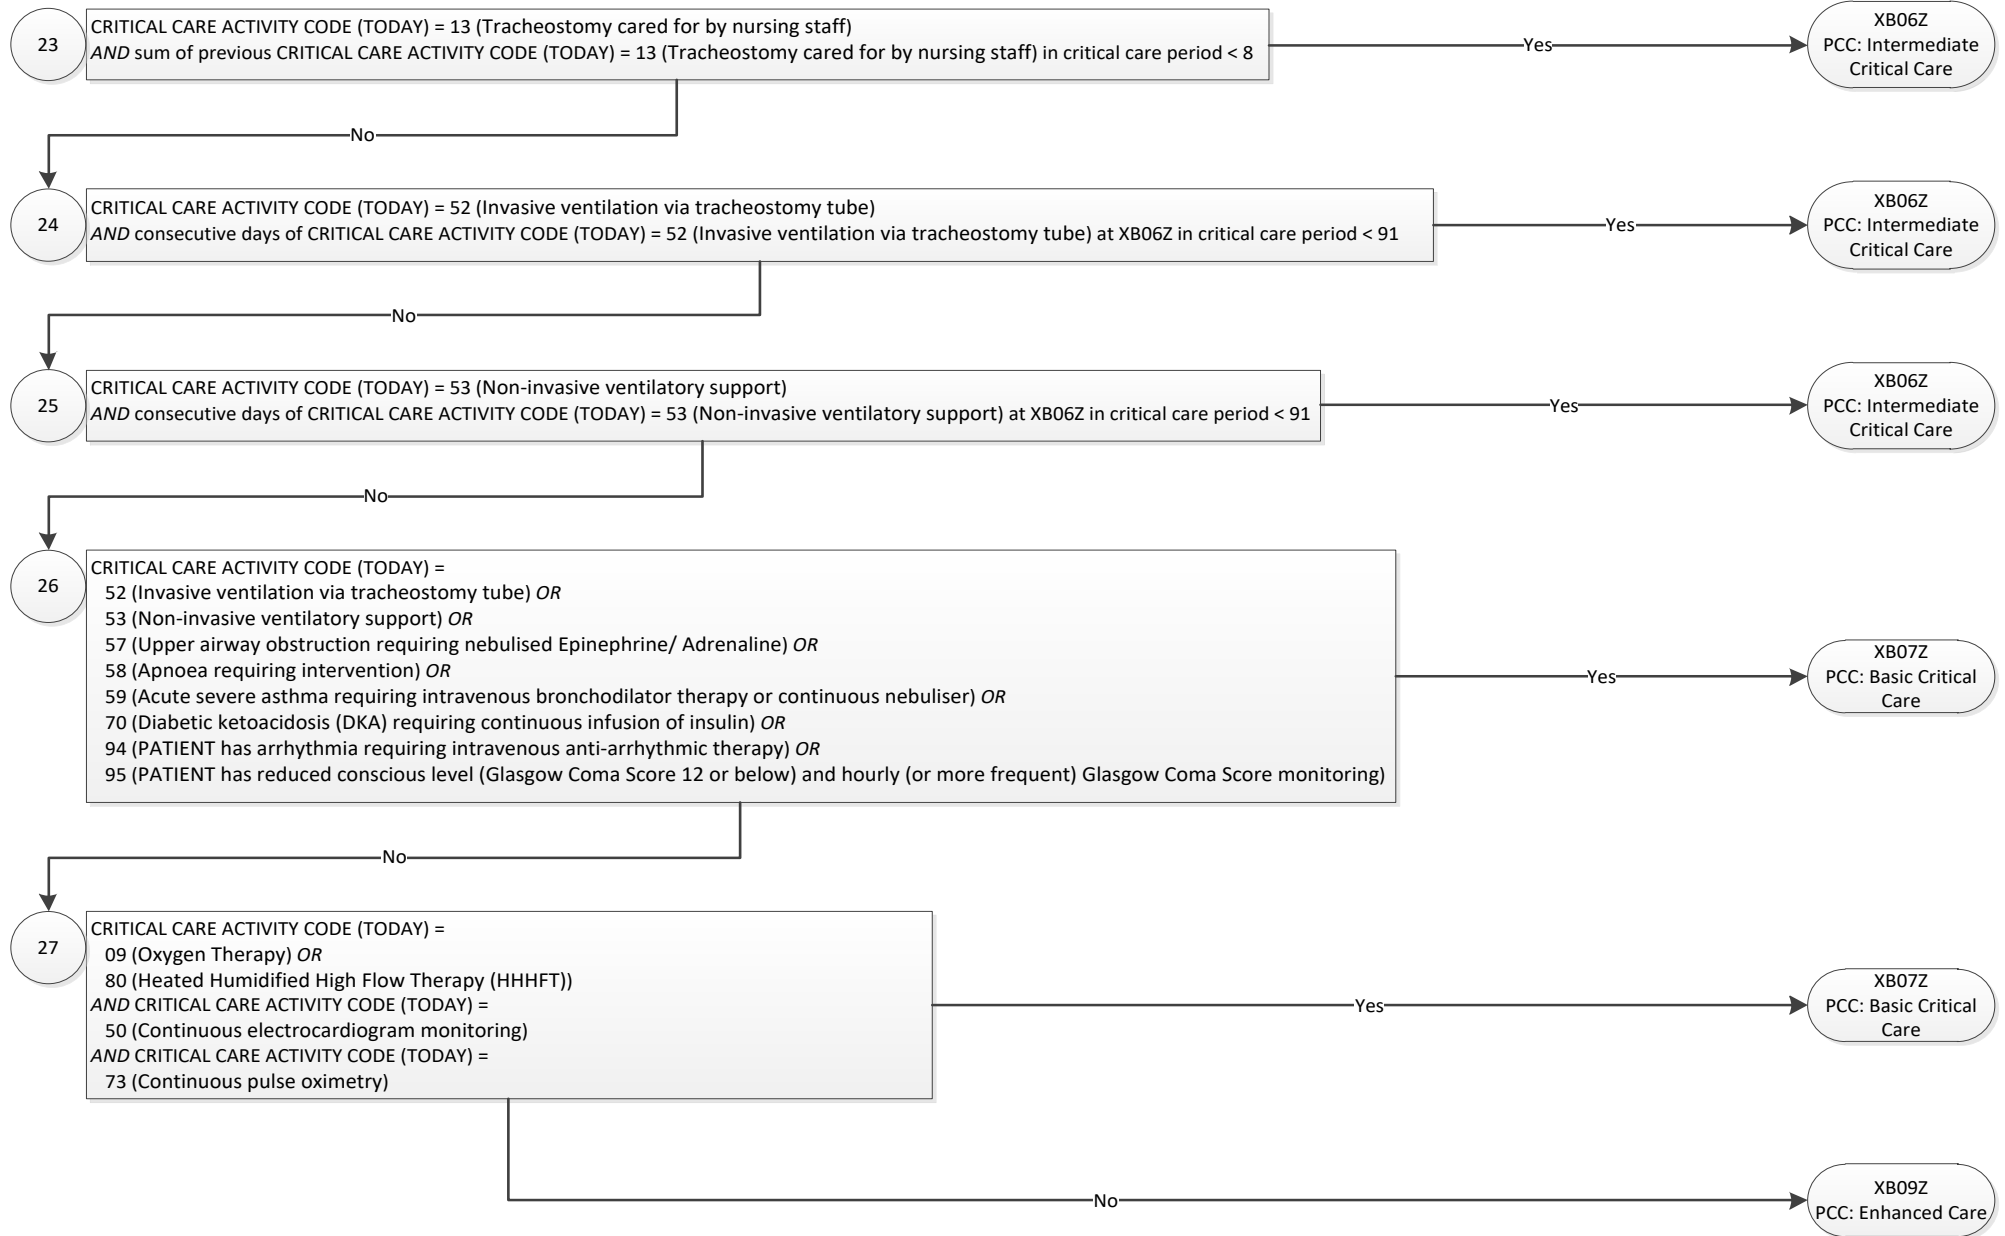 23
CRITICAL CARE ACTIVITY CODE (TODAY) = 13 (Tracheostomy cared for by nursing staff)
AND sum of previous CRITICAL CARE ACTIVITY CODE (TODAY) = 13 (Tracheostomy cared for by nursing staff) in critical care period < 8
Yes
XB06Z
PCC: Intermediate
Critical Care
No
24
CRITICAL CARE ACTIVITY CODE (TODAY) = 52 (Invasive ventilation via tracheostomy tube)
AND consecutive days of CRITICAL CARE ACTIVITY CODE (TODAY) = 52 (Invasive ventilation via tracheostomy tube) at XB06Z in critical care period < 91
Yes
XB06Z
PCC: Intermediate
Critical Care
No
25
CRITICAL CARE ACTIVITY CODE (TODAY) = 53 (Non-invasive ventilatory support)
AND consecutive days of CRITICAL CARE ACTIVITY CODE (TODAY) = 53 (Non-invasive ventilatory support) at XB06Z in critical care period < 91
Yes
XB06Z
PCC: Intermediate
Critical Care
No
26
CRITICAL CARE ACTIVITY CODE (TODAY) =
52 (Invasive ventilation via tracheostomy tube) OR
53 (Non-invasive ventilatory support) OR
57 (Upper airway obstruction requiring nebulised Epinephrine/ Adrenaline) OR
58 (Apnoea requiring intervention) OR
59 (Acute severe asthma requiring intravenous bronchodilator therapy or continuous nebuliser) OR
70 (Diabetic ketoacidosis (DKA) requiring continuous infusion of insulin) OR
94 (PATIENT has arrhythmia requiring intravenous anti-arrhythmic therapy) OR
95 (PATIENT has reduced conscious level (Glasgow Coma Score 12 or below) and hourly (or more frequent) Glasgow Coma Score monitoring)
Yes
XB07Z
PCC: Basic Critical
Care
No
27
CRITICAL CARE ACTIVITY CODE (TODAY) =
09 (Oxygen Therapy) OR
80 (Heated Humidified High Flow Therapy (HHHFT))
AND CRITICAL CARE ACTIVITY CODE (TODAY) =
50 (Continuous electrocardiogram monitoring)
AND CRITICAL CARE ACTIVITY CODE (TODAY) =
73 (Continuous pulse oximetry)
Yes
XB07Z
PCC: Basic Critical
Care
No
XB09Z
PCC: Enhanced Care